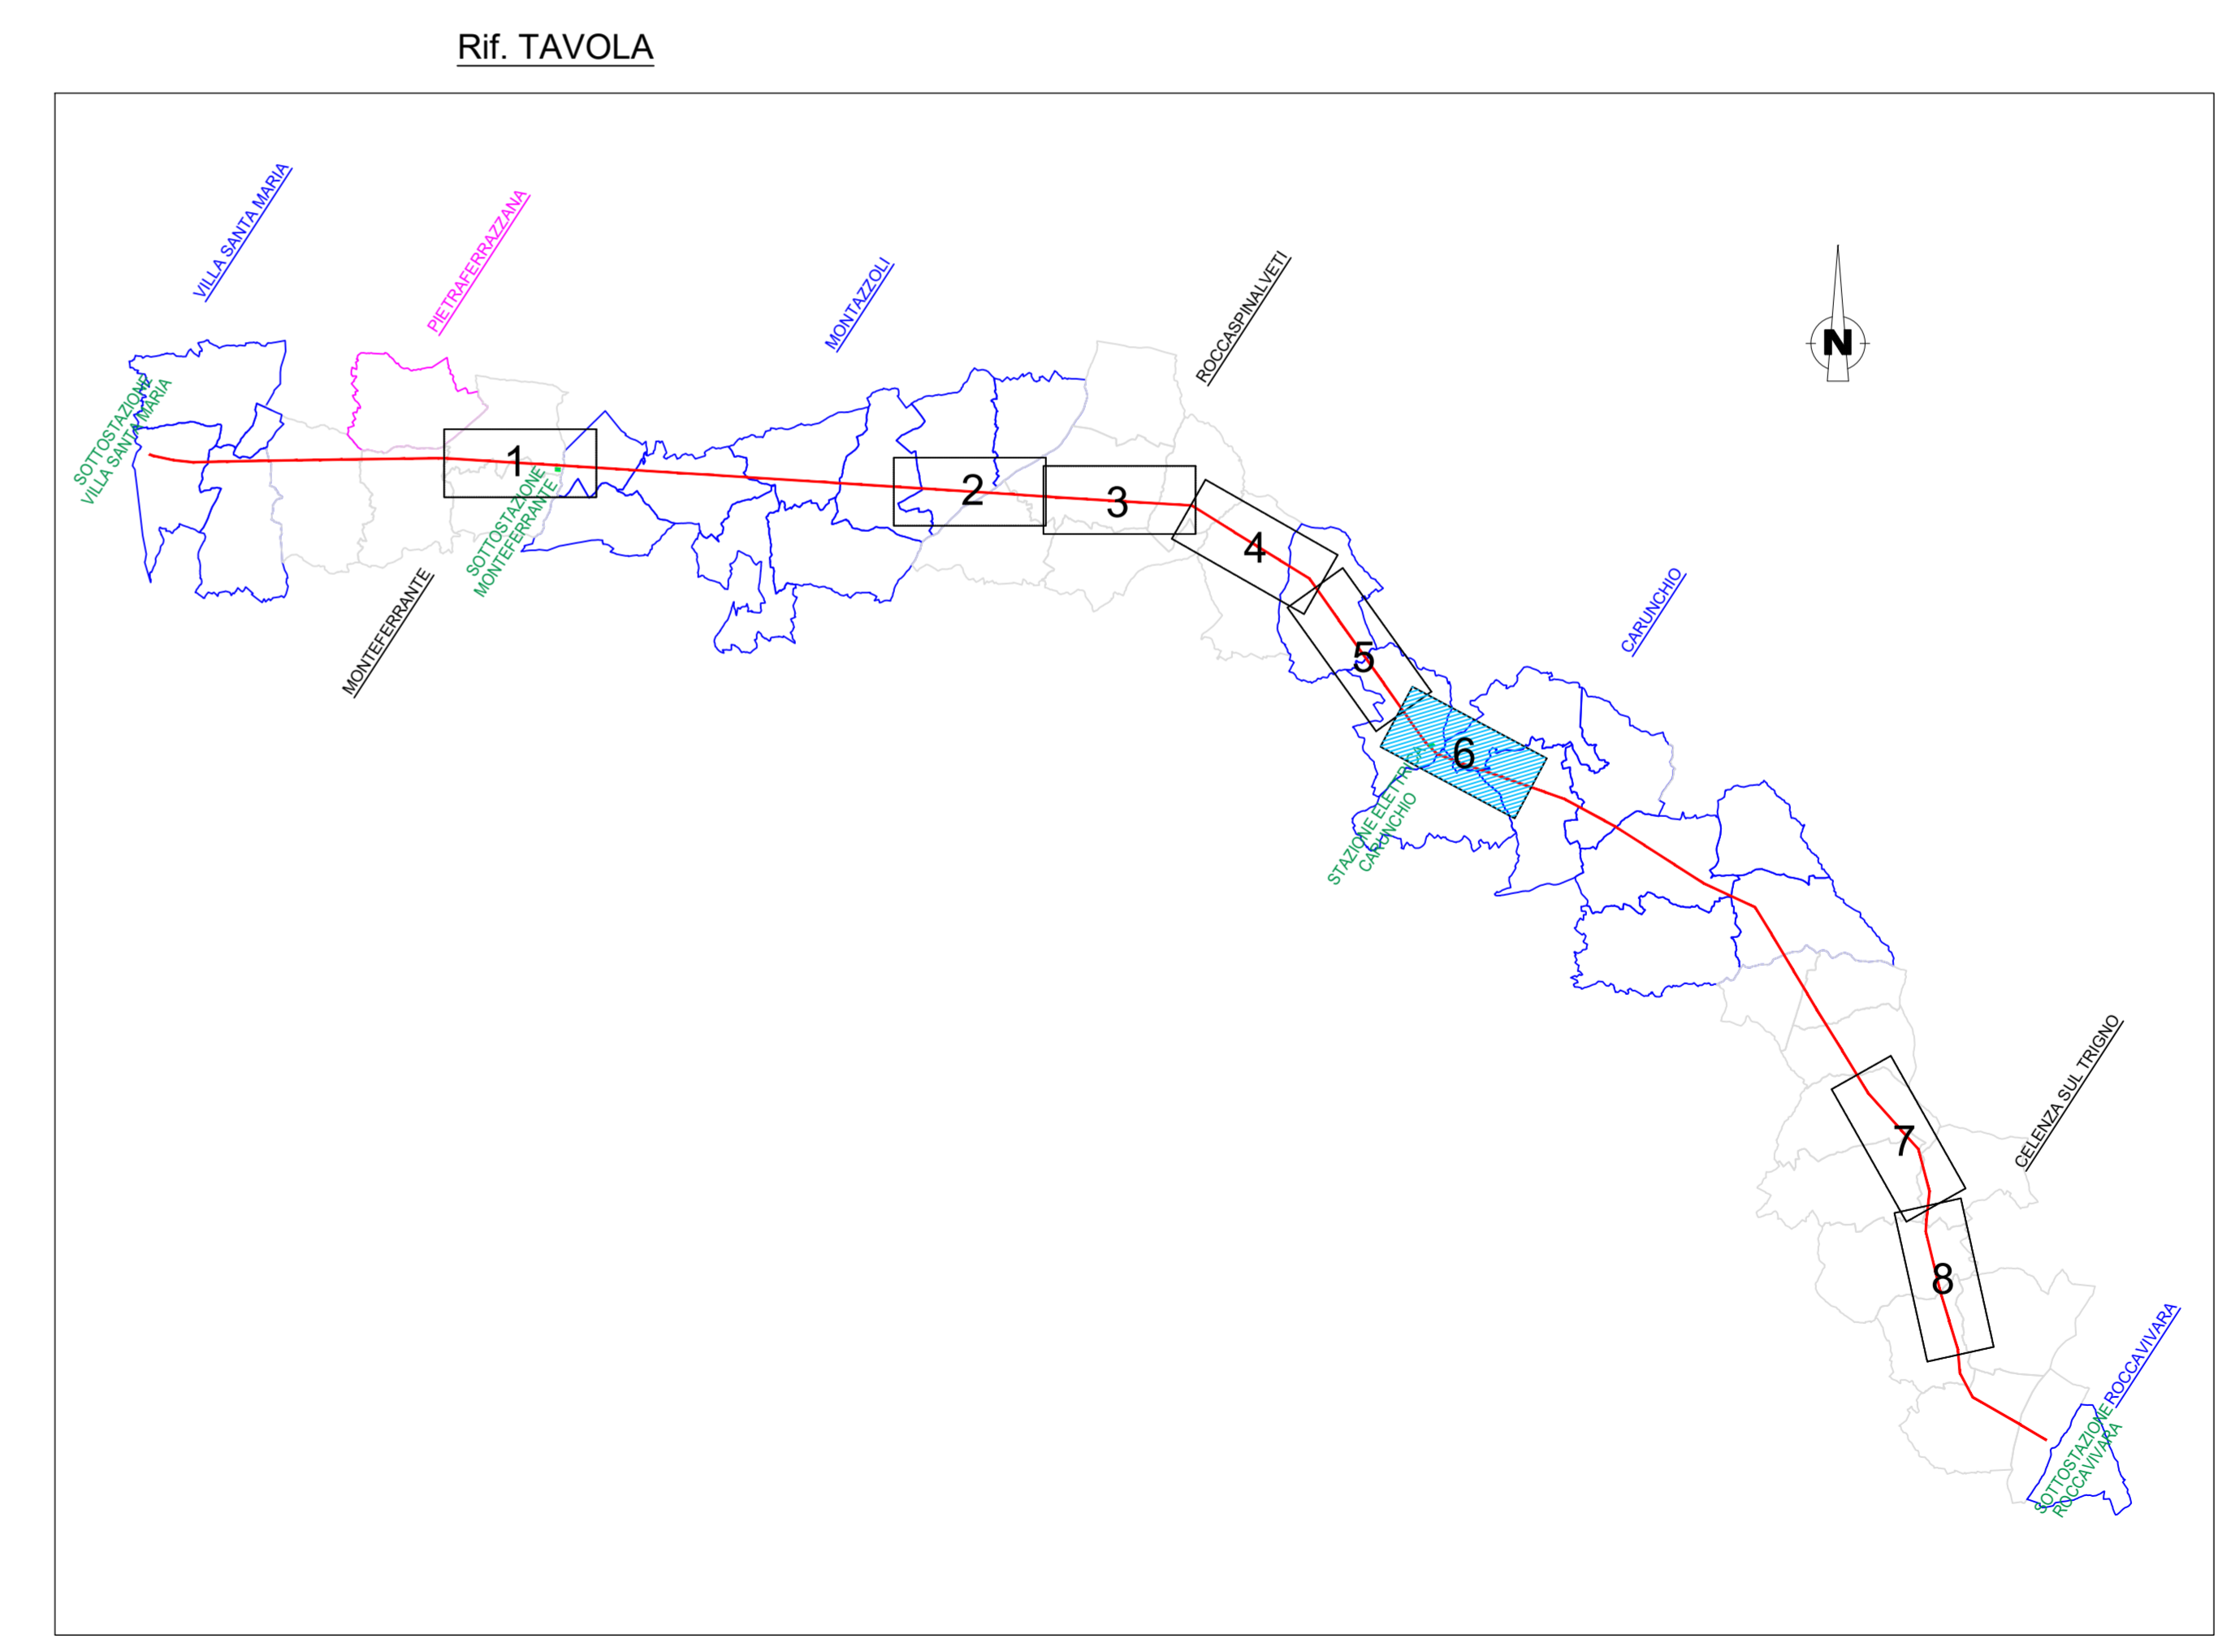 Rif. TAVOLA
VILLA SANTA MARIA
PIETRAFERRAZZANA
MONTAZZOLI
ROCCASPINALVETI
N
SOTTOSTAZIONE
VILLA SANTA MARIA
1
SOTTOSTAZIONE
MONTEFERRANTE
2
3
4
MONTEFERRANTE
5
CARUNCHIO
6
STAZIONE ELETTRISA
CARUNCHIO
CELENZA SUL TRIGNO
7
8
ROCCAVIVARA
SOTTOSTAZIONE
ROCCAVIVARA